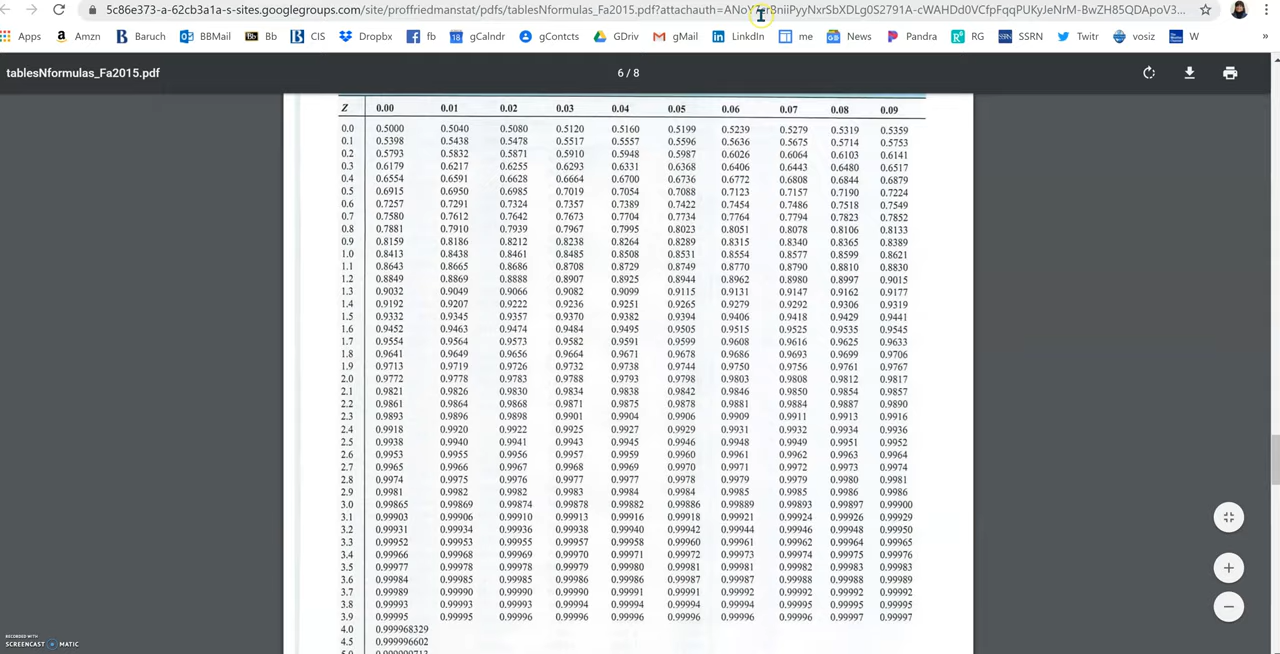 5c86e373-a-62cb3a1a-s-sites.googlegroups.com/site/proffriedmanstat/pdfs/tablesNformulas_Fa2015.pdf?attachauth=
Apps Amzn Baruch BBMail Bb CIS Dropbx fb gCalndr gContcts GDriv gMail LinkdIn me News Pandra RG SSRN Twitr vosiz W »
tablesNformulas_Fa2015.pdf 6 / 8
Z 0.00 0.01 0.02 0.03 0.04 0.05 0.06 0.07 0.08 0.09
0.0 0.5000 0.5040 0.5080 0.5120 0.5160 0.5199 0.5239 0.5279 0.5319 0.5359
0.1 0.5398 0.5438 0.5478 0.5517 0.5557 0.5596 0.5636 0.5675 0.5714 0.5753
0.2 0.5793 0.5832 0.5871 0.5910 0.5948 0.5987 0.6026 0.6064 0.6103 0.6141
0.3 0.6179 0.6217 0.6255 0.6293 0.6331 0.6368 0.6406 0.6443 0.6480 0.6517
0.4 0.6554 0.6591 0.6628 0.6664 0.6700 0.6736 0.6772 0.6808 0.6844 0.6879
0.5 0.6915 0.6950 0.6985 0.7019 0.7054 0.7088 0.7123 0.7157 0.7190 0.7224
0.6 0.7257 0.7291 0.7324 0.7357 0.7389 0.7422 0.7454 0.7486 0.7518 0.7549
0.7 0.7580 0.7612 0.7642 0.7673 0.7704 0.7734 0.7764 0.7794 0.7823 0.7852
0.8 0.7881 0.7910 0.7939 0.7967 0.7995 0.8023 0.8051 0.8078 0.8106 0.8133
0.9 0.8159 0.8186 0.8212 0.8238 0.8264 0.8289 0.8315 0.8340 0.8365 0.8389
1.0 0.8413 0.8438 0.8461 0.8485 0.8508 0.8531 0.8554 0.8577 0.8599 0.8621
1.1 0.8643 0.8665 0.8686 0.8708 0.8729 0.8749 0.8770 0.8790 0.8810 0.8830
1.2 0.8849 0.8869 0.8888 0.8907 0.8925 0.8944 0.8962 0.8980 0.8997 0.9015
1.3 0.9032 0.9049 0.9066 0.9082 0.9099 0.9115 0.9131 0.9147 0.9162 0.9177
1.4 0.9192 0.9207 0.9222 0.9236 0.9251 0.9265 0.9279 0.9292 0.9306 0.9319
1.5 0.9332 0.9345 0.9357 0.9370 0.9382 0.9394 0.9406 0.9418 0.9429 0.9441
1.6 0.9452 0.9463 0.9474 0.9484 0.9495 0.9505 0.9515 0.9525 0.9535 0.9545
1.7 0.9554 0.9564 0.9573 0.9582 0.9591 0.9599 0.9608 0.9616 0.9625 0.9633
1.8 0.9641 0.9649 0.9656 0.9664 0.9671 0.9678 0.9686 0.9693 0.9699 0.9706
1.9 0.9713 0.9719 0.9726 0.9732 0.9738 0.9744 0.9750 0.9756 0.9761 0.9767
2.0 0.9772 0.9778 0.9783 0.9788 0.9793 0.9798 0.9803 0.9808 0.9812 0.9817
2.1 0.9821 0.9826 0.9830 0.9834 0.9838 0.9842 0.9846 0.9850 0.9854 0.9857
2.2 0.9861 0.9864 0.9868 0.9871 0.9875 0.9878 0.9881 0.9884 0.9887 0.9890
2.3 0.9893 0.9896 0.9898 0.9901 0.9904 0.9906 0.9909 0.9911 0.9913 0.9916
2.4 0.9918 0.9920 0.9922 0.9925 0.9927 0.9929 0.9931 0.9932 0.9934 0.9936
2.5 0.9938 0.9940 0.9941 0.9943 0.9945 0.9946 0.9948 0.9949 0.9951 0.9952
2.6 0.9953 0.9955 0.9956 0.9957 0.9959 0.9960 0.9961 0.9962 0.9963 0.9964
2.7 0.9965 0.9966 0.9967 0.9968 0.9969 0.9970 0.9971 0.9972 0.9973 0.9974
2.8 0.9974 0.9975 0.9976 0.9977 0.9977 0.9978 0.9979 0.9979 0.9980 0.9981
2.9 0.9981 0.9982 0.9982 0.9983 0.9984 0.9984 0.9985 0.9985 0.9986 0.9986
3.0 0.99865 0.99869 0.99874 0.99878 0.99882 0.99886 0.99889 0.99893 0.99897 0.99900
3.1 0.99903 0.99906 0.99910 0.99913 0.99916 0.99918 0.99921 0.99924 0.99926 0.99929
3.2 0.99931 0.99934 0.99936 0.99938 0.99940 0.99942 0.99944 0.99946 0.99948 0.99950
3.3 0.99952 0.99953 0.99955 0.99957 0.99958 0.99960 0.99961 0.99962 0.99964 0.99965
3.4 0.99966 0.99968 0.99969 0.99970 0.99971 0.99972 0.99973 0.99974 0.99975 0.99976
3.5 0.99977 0.99978 0.99978 0.99979 0.99980 0.99981 0.99981 0.99982 0.99983 0.99983
3.6 0.99984 0.99985 0.99985 0.99986 0.99986 0.99987 0.99987 0.99988 0.99988 0.99989
3.7 0.99989 0.99990 0.99990 0.99990 0.99991 0.99991 0.99992 0.99992 0.99992 0.99992
3.8 0.99993 0.99993 0.99993 0.99994 0.99994 0.99994 0.99994 0.99995 0.99995 0.99995
3.9 0.99995 0.99995 0.99996 0.99996 0.99996 0.99996 0.99996 0.99996 0.99997 0.99997
4.0 0.999968329
4.5 0.999996602
RECORDED WITH
SCREENCAST MATIC